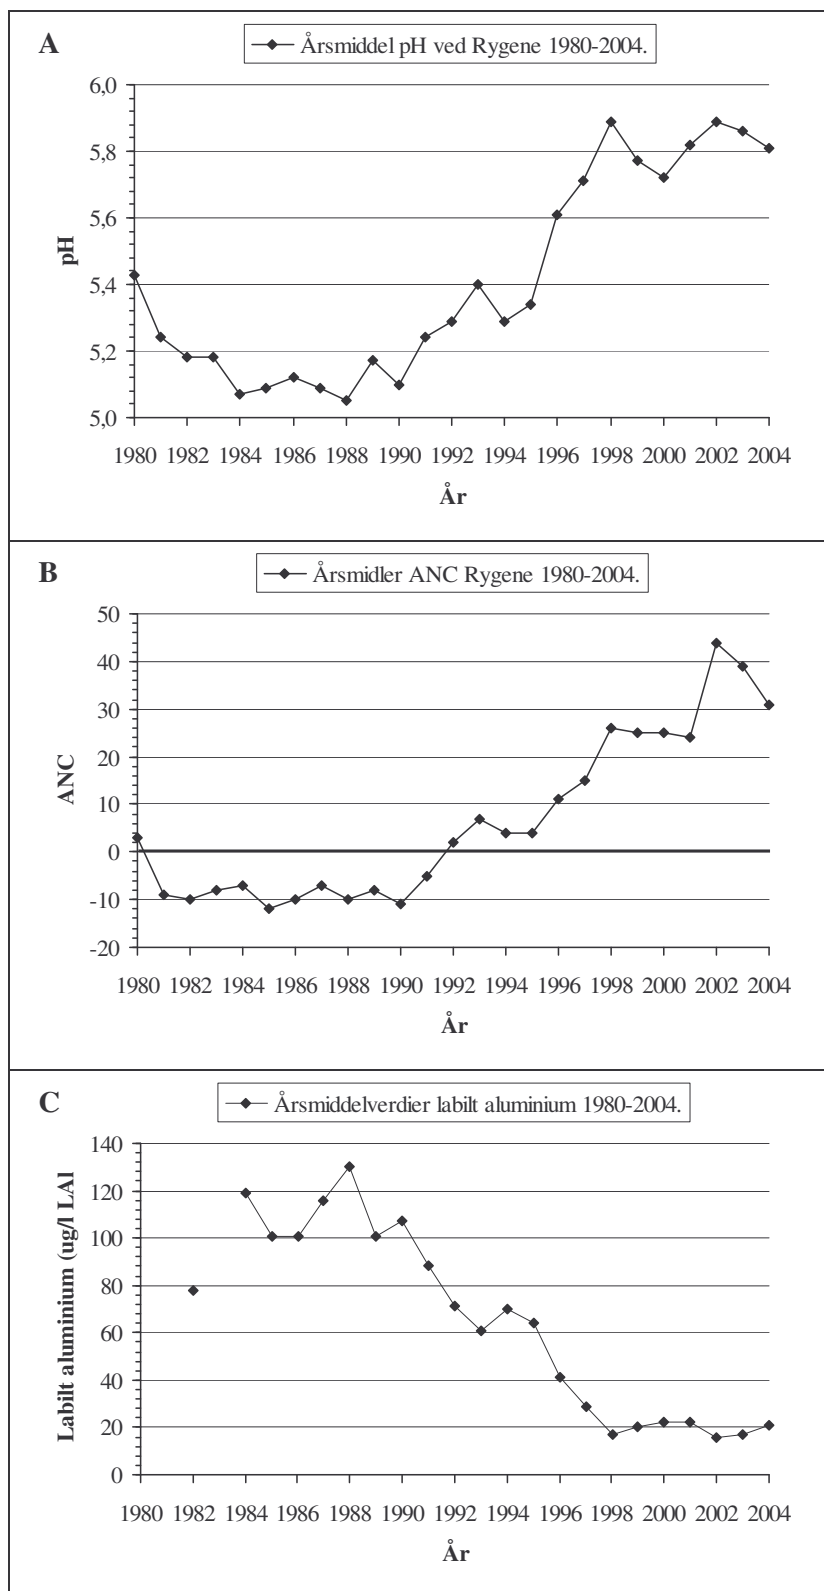 A
Årsmiddel pH ved Rygene 1980-2004.
6,0
5,8
5,6
5,4
5,2
5,0
pH
1980 1982 1984 1986 1988 1990 1992 1994 1996 1998 2000 2002 2004
År
B
Årsmidler ANC Rygene 1980-2004.
50
40
30
20
10
0
-10
-20
ANC
1980 1982 1984 1986 1988 1990 1992 1994 1996 1998 2000 2002 2004
År
C
Årsmiddelverdier labilt aluminium 1980-2004.
140
120
100
80
60
40
20
0
Labilt aluminium (ug/l LAl
1980 1982 1984 1986 1988 1990 1992 1994 1996 1998 2000 2002 2004
År